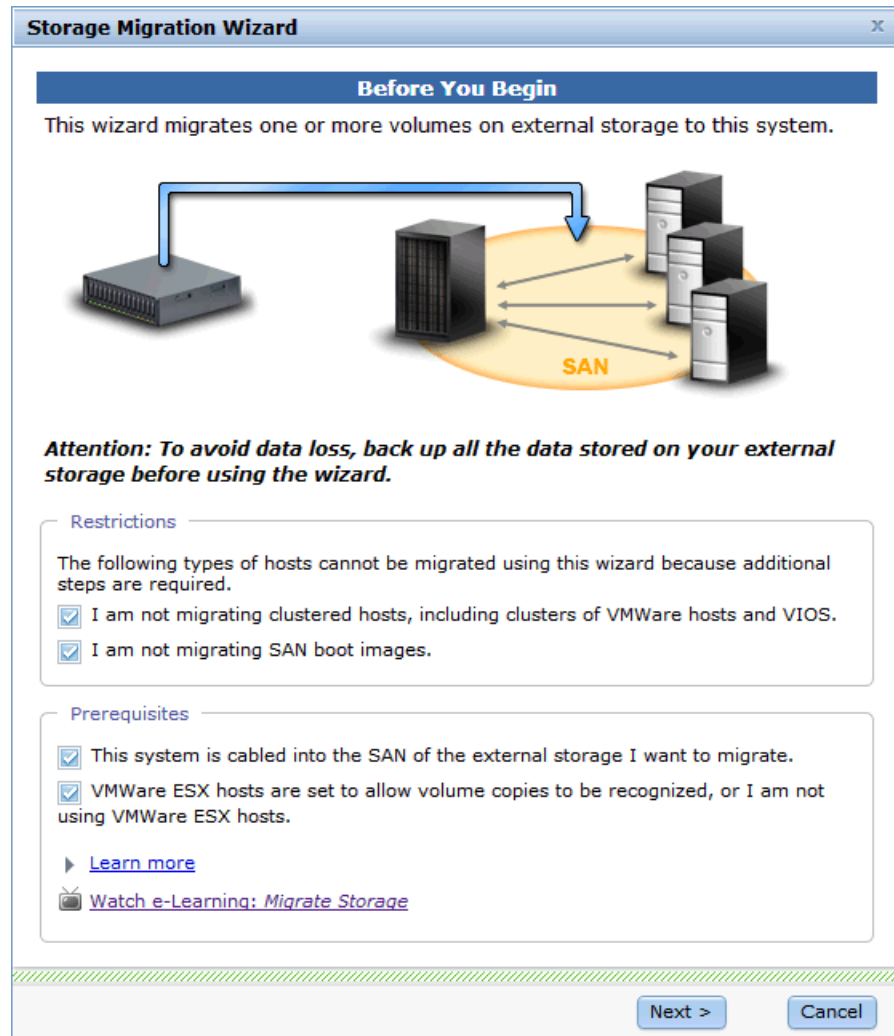 Storage Migration Wizard
x
Before You Begin
This wizard migrates one or more volumes on external storage to this system.
SAN
Attention: To avoid data loss, back up all the data stored on your external
storage before using the wizard.
Restrictions
The following types of hosts cannot be migrated using this wizard because additional
steps are required.
I am not migrating clustered hosts, including clusters of VMWare hosts and VIOS.
I am not migrating SAN boot images.
Prerequisites
This system is cabled into the SAN of the external storage I want to migrate.
VMWare ESX hosts are set to allow volume copies to be recognized, or I am not
using VMWare ESX hosts.
Learn more
Watch e-Learning: Migrate Storage
Next >
Cancel